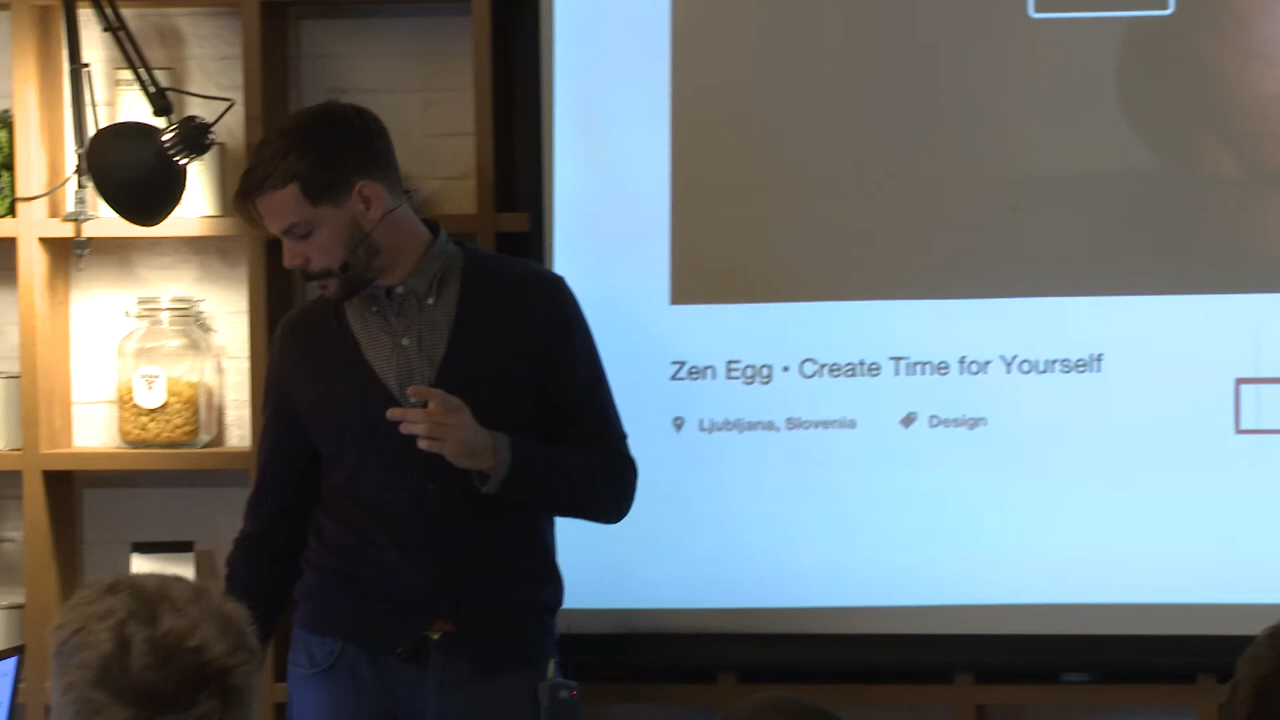 Zen Egg • Create Time for Yourself
Ljubljana, Slovenia
Design